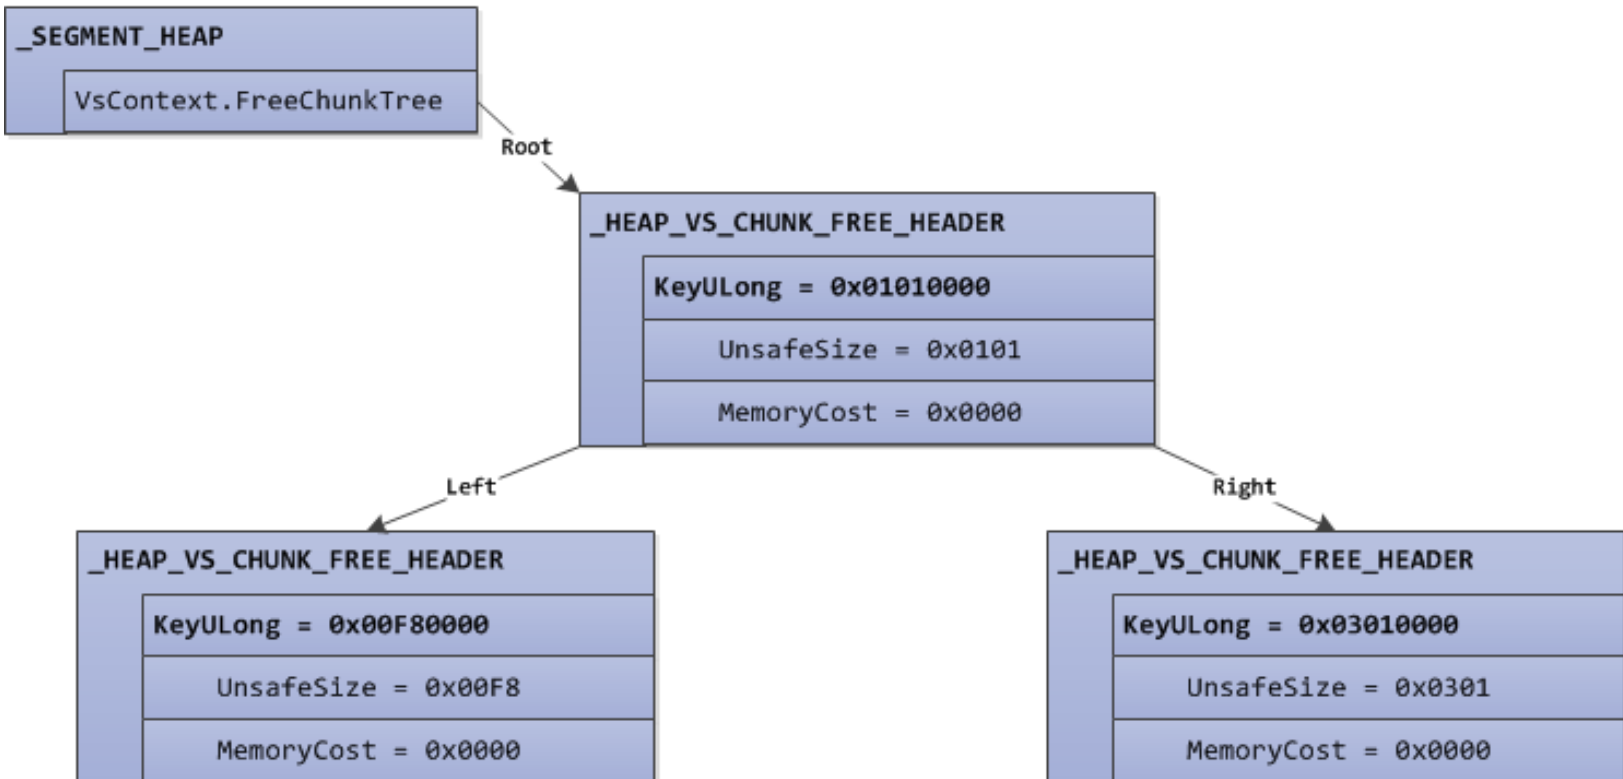 _SEGMENT_HEAP
VsContext.FreeChunkTree
Root
_HEAP_VS_CHUNK_FREE_HEADER
KeyULong = 0x01010000
UnsafeSize = 0x0101
MemoryCost = 0x0000
Left
Right
_HEAP_VS_CHUNK_FREE_HEADER
KeyULong = 0x00F80000
UnsafeSize = 0x00F8
MemoryCost = 0x0000
_HEAP_VS_CHUNK_FREE_HEADER
KeyULong = 0x03010000
UnsafeSize = 0x0301
MemoryCost = 0x0000